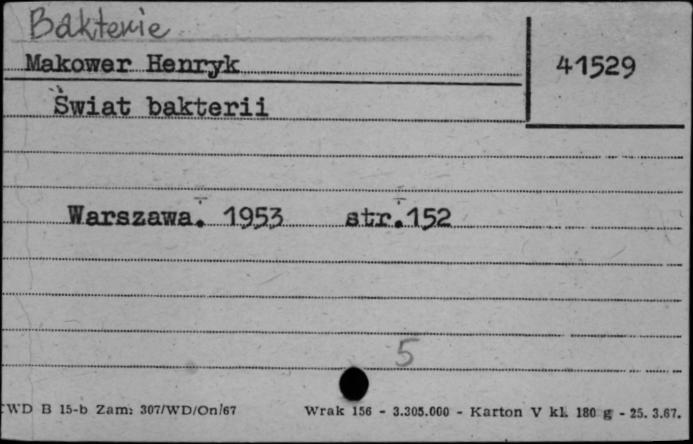 Bakterie
Makower Henryk
41529
Świat bakterii
Warszawa. 1953 str.152
5
WD B 15-b Zam: 307/WD/On/67 Wrak 156 - 3.305.000 - Karton V kl. 180 g - 25. 3.67.